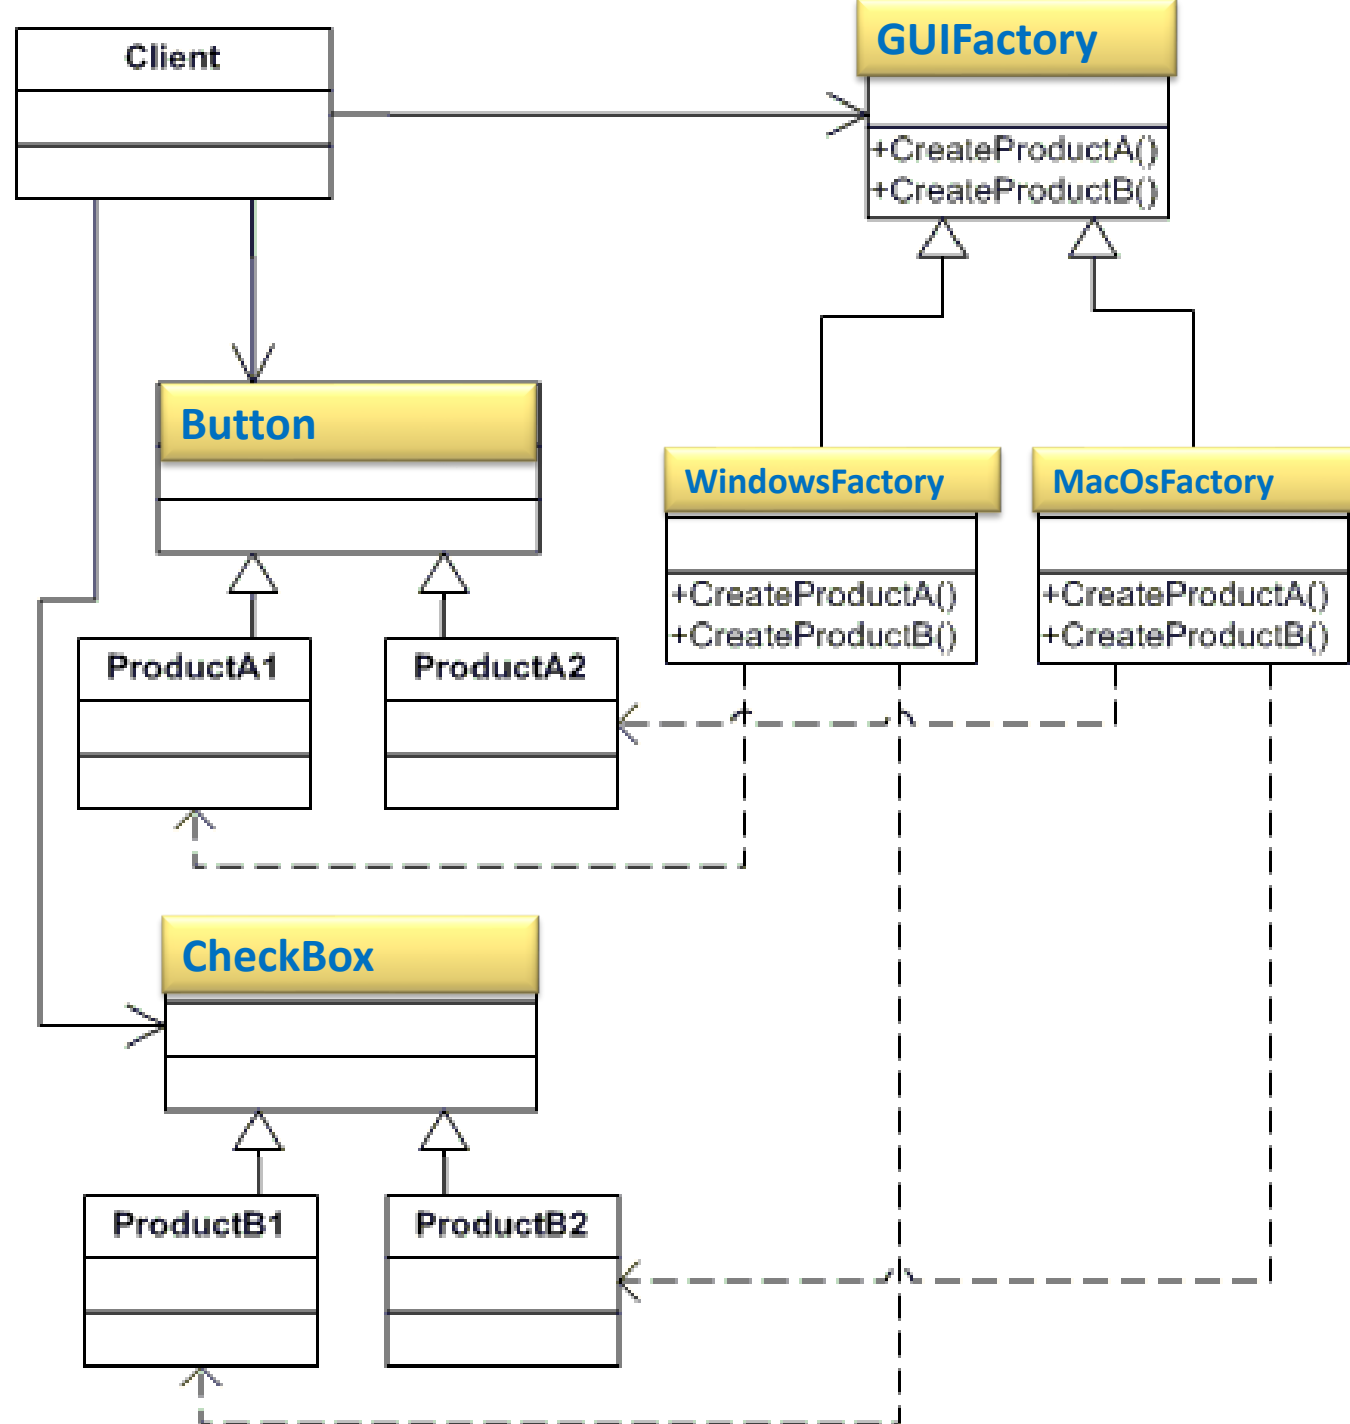 Client
GUIFactory
+CreateProductA()
+CreateProductB()
Button
WindowsFactory
MacOsFactory
+CreateProductA()
+CreateProductB()
+CreateProductA()
+CreateProductB()
ProductA1
ProductA2
CheckBox
ProductB1
ProductB2